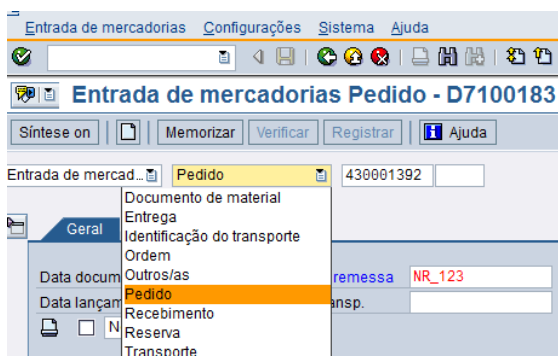 Entrada de mercadorias Configurações Sistema Ajuda
Entrada de mercadorias Pedido - D7100183
Síntese on Memorizar Verificar Registrar Ajuda
Entrada de mercad... Pedido 430001392
Documento de material
Entrega
Geral Identificação do transporte
Ordem
Data docum Outros/as remessa NR_123
Pedido
Data lançam Recebimento ansp.
N Reserva
Transporte